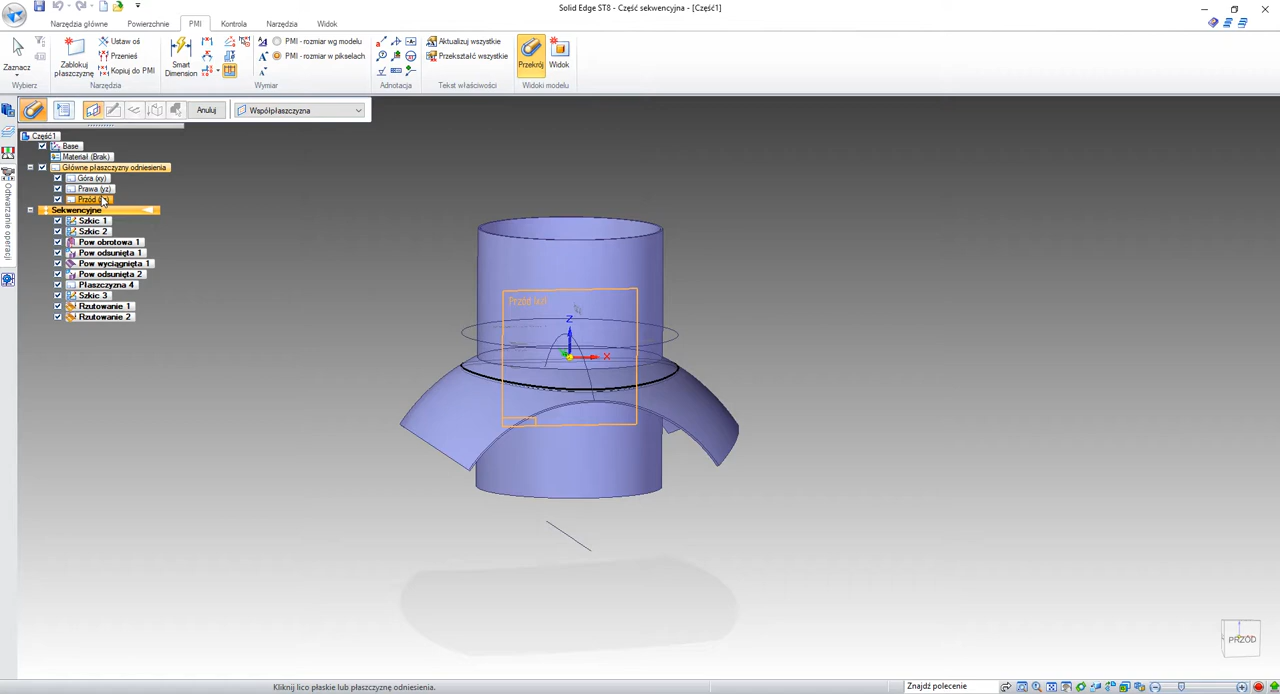 Solid Edge ST8 - Część sekwencyjna - [Część1]
Narzędzia główne
Powierzchnie
PMI
Kontrola
Narzędzia
Widok
Zaznacz
Wybierz
Zablokuj płaszczyznę
Ustaw oś
Przenieś
Kopiuj do PMI
Narzędzia
Smart Dimension
PMI - rozmiar wg modelu
PMI - rozmiar w pikselach
Wymiar
Adnotacja
Aktualizuj wszystkie
Przekształć wszystkie
Tekst właściwości
Przekrój
Widok
Widoki modelu
Anuluj
Współpłaszczyzna
Odtwarzanie operacji
Część1
Base
Materiał (Brak)
Główne płaszczyzny odniesienia
Góra (xy)
Prawa (yz)
Przód
Sekwencyjne
Szkic 1
Szkic 2
Pow obrotowa 1
Pow odsunięta 1
Pow wyciągnięta 1
Pow odsunięta 2
Płaszczyzna 4
Szkic 3
Rzutowanie 1
Rzutowanie 2
Przód (xz)
Z
X
PRZÓD
Kliknij lico płaskie lub płaszczyznę odniesienia.
Znajdź polecenie